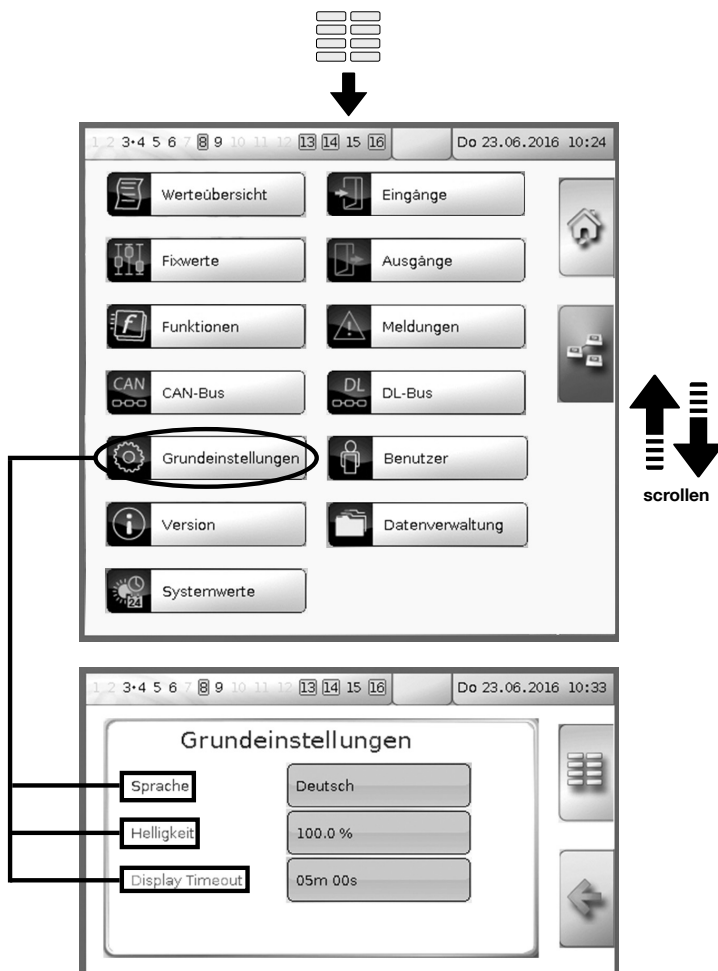 1 2 3•4 5 6 7 8 9 10 11 12 13 14 15 16 Do 23.06.2016 10:24
Werteübersicht Eingänge
Fixwerte Ausgänge
Funktionen Meldungen
CAN CAN-Bus DL DL-Bus
Grundeinstellungen Benutzer
scrollen
Version Datenverwaltung
24 Systemwerte
1 2 3•4 5 6 7 8 9 10 11 12 13 14 15 16 Do 23.06.2016 10:33
Grundeinstellungen
Sprache Deutsch
Helligkeit 100.0 %
Display Timeout 05m 00s